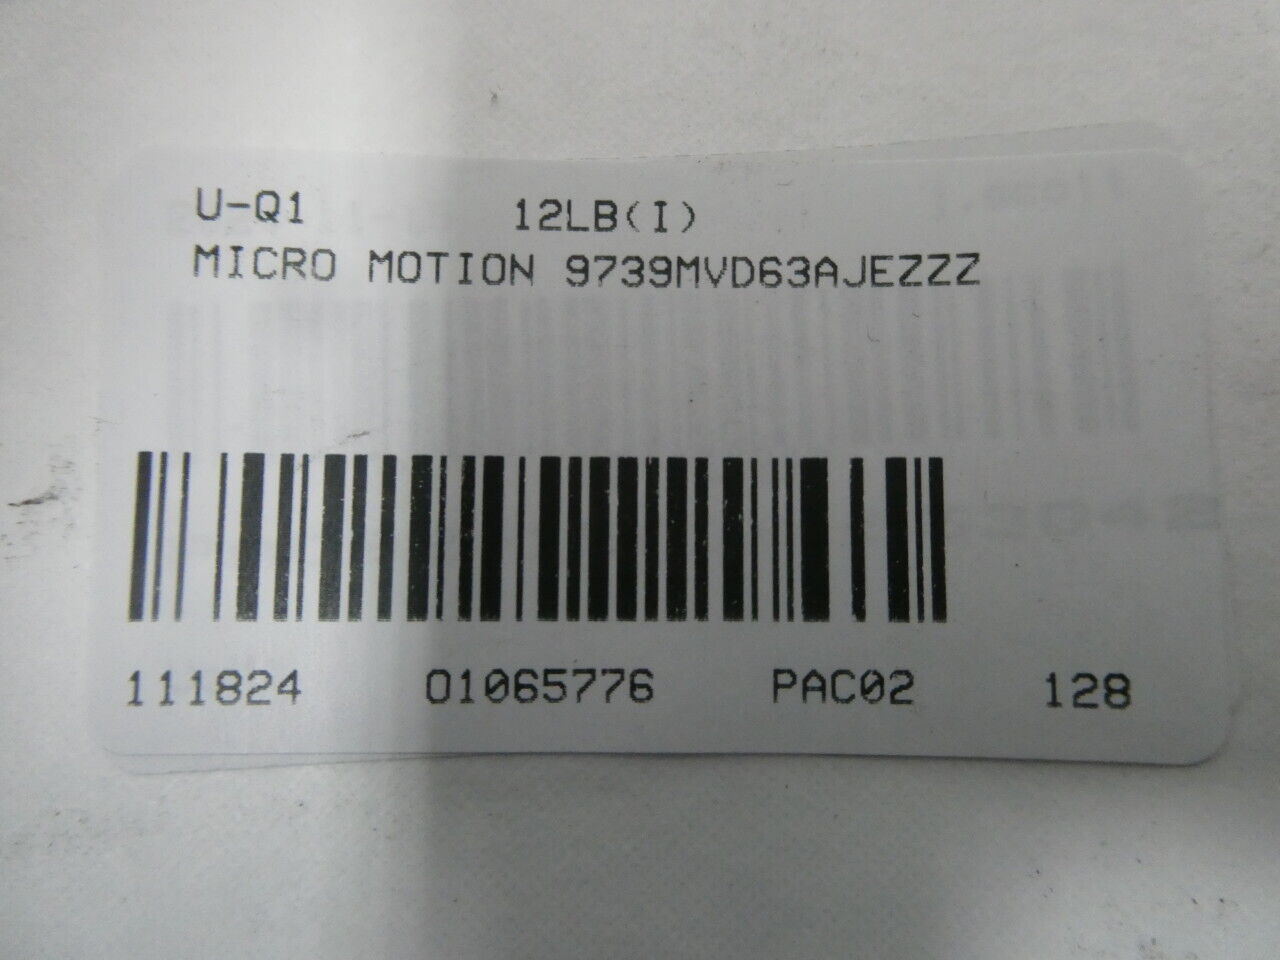 U-Q1 12LB(I)
MICRO MOTION 9739MVD63AJEZZZ
111824 01065776 PAC02 128